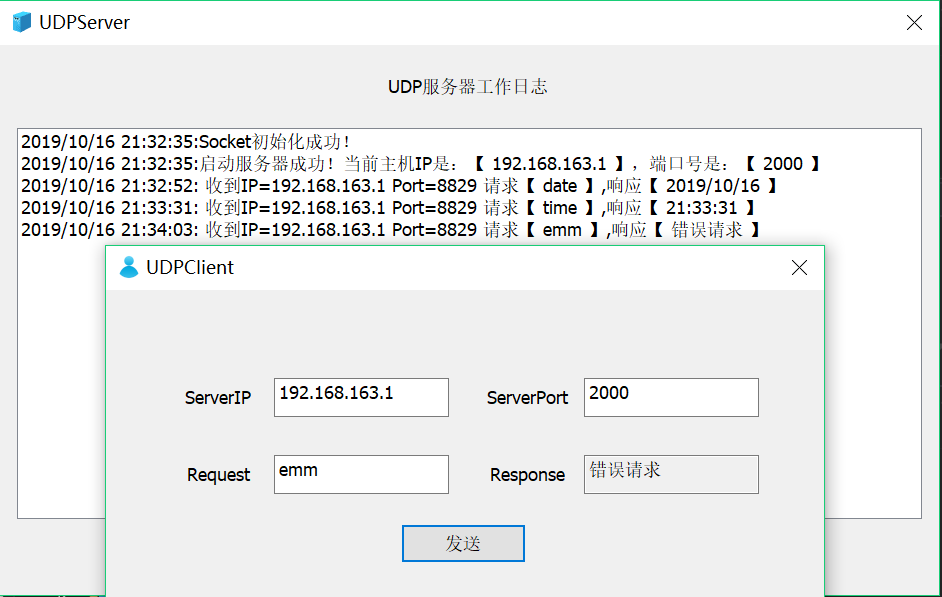 UDPServer
UDP服务器工作日志
2019/10/16 21:32:35:Socket初始化成功!
2019/10/16 21:32:35:启动服务器成功! 当前主机IP是: 【 192.168.163.1 】, 端口号是: 【 2000 】
2019/10/16 21:32:52: 收到IP=192.168.163.1 Port=8829 请求【 date 】,响应【 2019/10/16 】
2019/10/16 21:33:31: 收到IP=192.168.163.1 Port=8829 请求【 time 】,响应【 21:33:31 】
2019/10/16 21:34:03: 收到IP=192.168.163.1 Port=8829 请求【 emm 】,响应【 错误请求 】
UDPClient
ServerIP 192.168.163.1 ServerPort 2000
Request emm Response 错误请求
发送